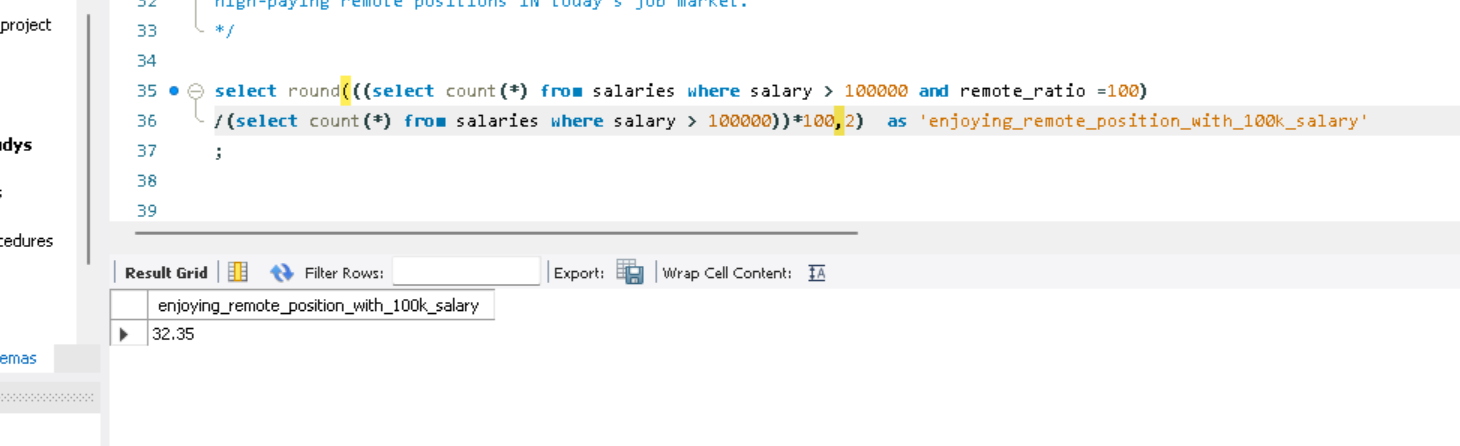 32 high-paying remote positions IN today's job market.
project
33 */
34
35 select round(((select count(*) from salaries where salary > 100000 and remote_ratio =100)
36 /(select count(*) from salaries where salary > 100000))*100,2)  as 'enjoying_remote_position_with_100k_salary'
dys
37 ;
38
39
cedures
Result Grid Filter Rows: Export: Wrap Cell Content: IA
enjoying_remote_position_with_100k_salary
32.35
emas